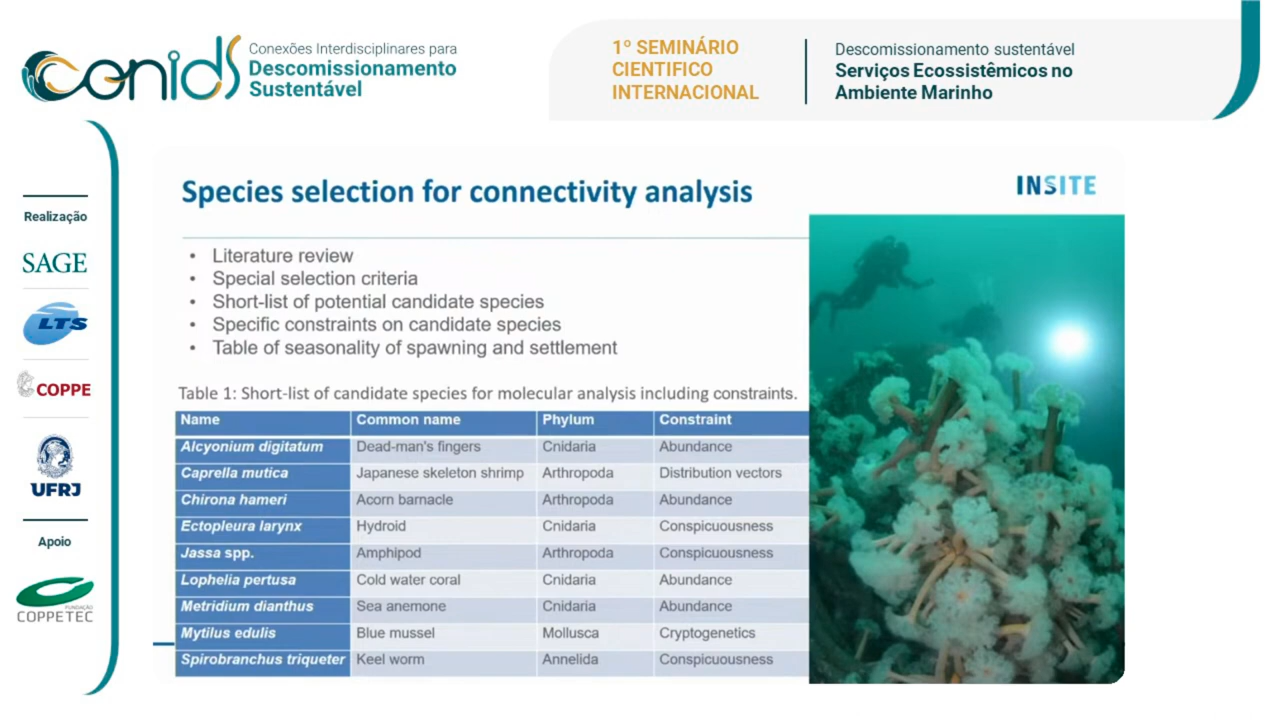 conids
Conexões Interdisciplinares para
Descomissionamento
Sustentável
1º SEMINÁRIO
CIENTIFICO
INTERNACIONAL
Descomissionamento sustentável
Serviços Ecossistêmicos no
Ambiente Marinho
Realização
SAGE
LTS
COPPE
UFRJ
Apoio
FUNDAÇÃO
COPPETEC
Species selection for connectivity analysis
INSITE
• Literature review
• Special selection criteria
• Short-list of potential candidate species
• Specific constraints on candidate species
• Table of seasonality of spawning and settlement
Table 1: Short-list of candidate species for molecular analysis including constraints.
Name Common name Phylum Constraint
Alcyonium digitatum Dead-man's fingers Cnidaria Abundance
Caprella mutica Japanese skeleton shrimp Arthropoda Distribution vectors
Chirona hameri Acorn barnacle Arthropoda Abundance
Ectopleura larynx Hydroid Cnidaria Conspicuousness
Jassa spp. Amphipod Arthropoda Conspicuousness
Lophelia pertusa Cold water coral Cnidaria Abundance
Metridium dianthus Sea anemone Cnidaria Abundance
Mytilus edulis Blue mussel Mollusca Cryptogenetics
Spirobranchus triqueter Keel worm Annelida Conspicuousness